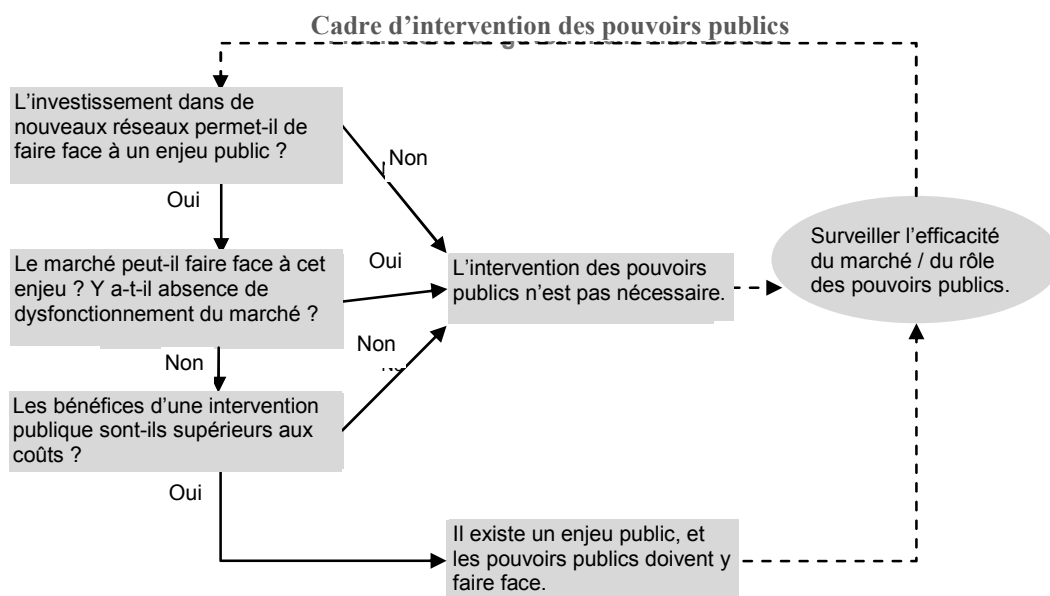 Cadre d’intervention des pouvoirs publics
L’investissement dans de
nouveaux réseaux permet-il de
faire face à un enjeu public ?
Non
Oui
Le marché peut-il faire face à cet
enjeu ? Y a-t-il absence de
dysfonctionnement du marché ?
Oui
L’intervention des pouvoirs
publics n’est pas nécessaire.
Surveiller l’efficacité
du marché / du rôle
des pouvoirs publics.
Non
Non
Les bénéfices d’une intervention
publique sont-ils supérieurs aux
coûts ?
Oui
Il existe un enjeu public, et
les pouvoirs publics doivent y
faire face.